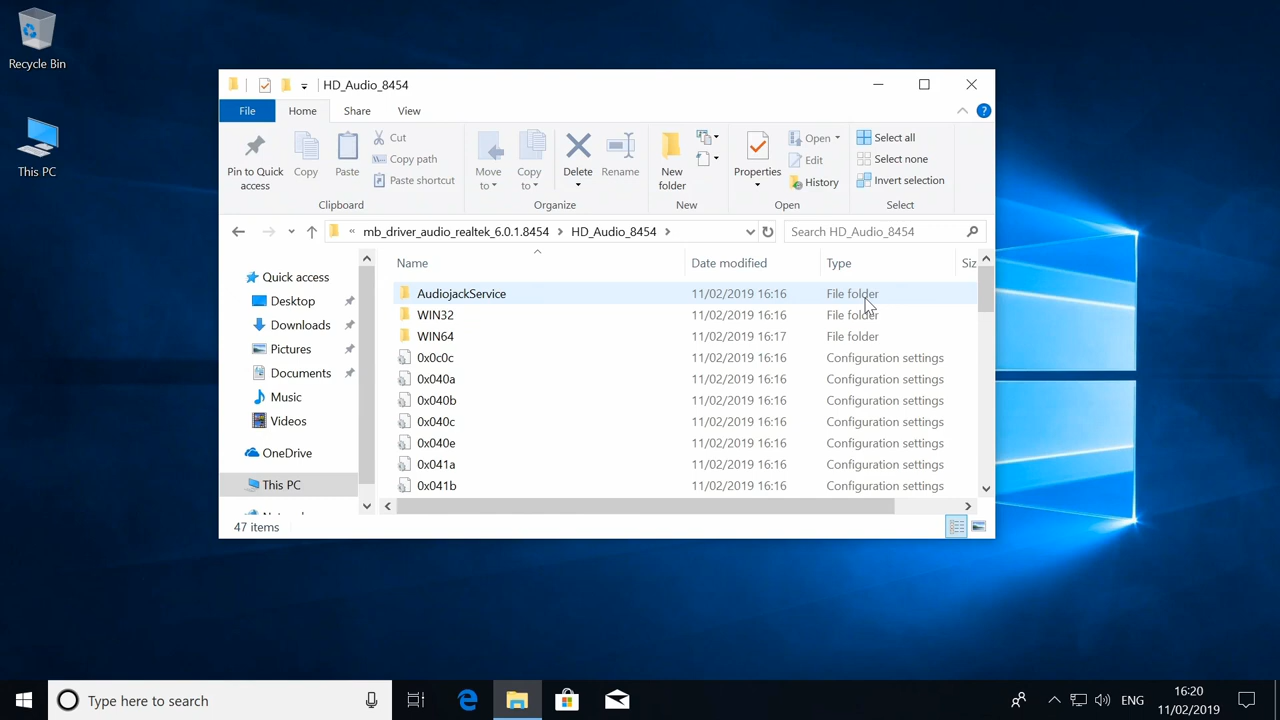 Recycle Bin
This PC
HD_Audio_8454
File Home Share View
Pin to Quick access
Copy
Paste
Cut
Copy path
Paste shortcut
Clipboard
Move to
Copy to
Delete
Rename
Organize
New folder
New
Properties
Open
Edit
History
Open
Select all
Select none
Invert selection
Select
« mb_driver_audio_realtek_6.0.1.8454 > HD_Audio_8454 >
Search HD_Audio_8454
Quick access
Desktop
Downloads
Pictures
Documents
Music
Videos
OneDrive
This PC
Name Date modified Type Siz
AudiojackService 11/02/2019 16:16 File folder
WIN32 11/02/2019 16:16 File folder
WIN64 11/02/2019 16:17 File folder
0x0c0c 11/02/2019 16:16 Configuration settings
0x040a 11/02/2019 16:16 Configuration settings
0x040b 11/02/2019 16:16 Configuration settings
0x040c 11/02/2019 16:16 Configuration settings
0x040e 11/02/2019 16:16 Configuration settings
0x041a 11/02/2019 16:16 Configuration settings
0x041b 11/02/2019 16:16 Configuration settings
47 items
Type here to search
ENG
16:20
11/02/2019